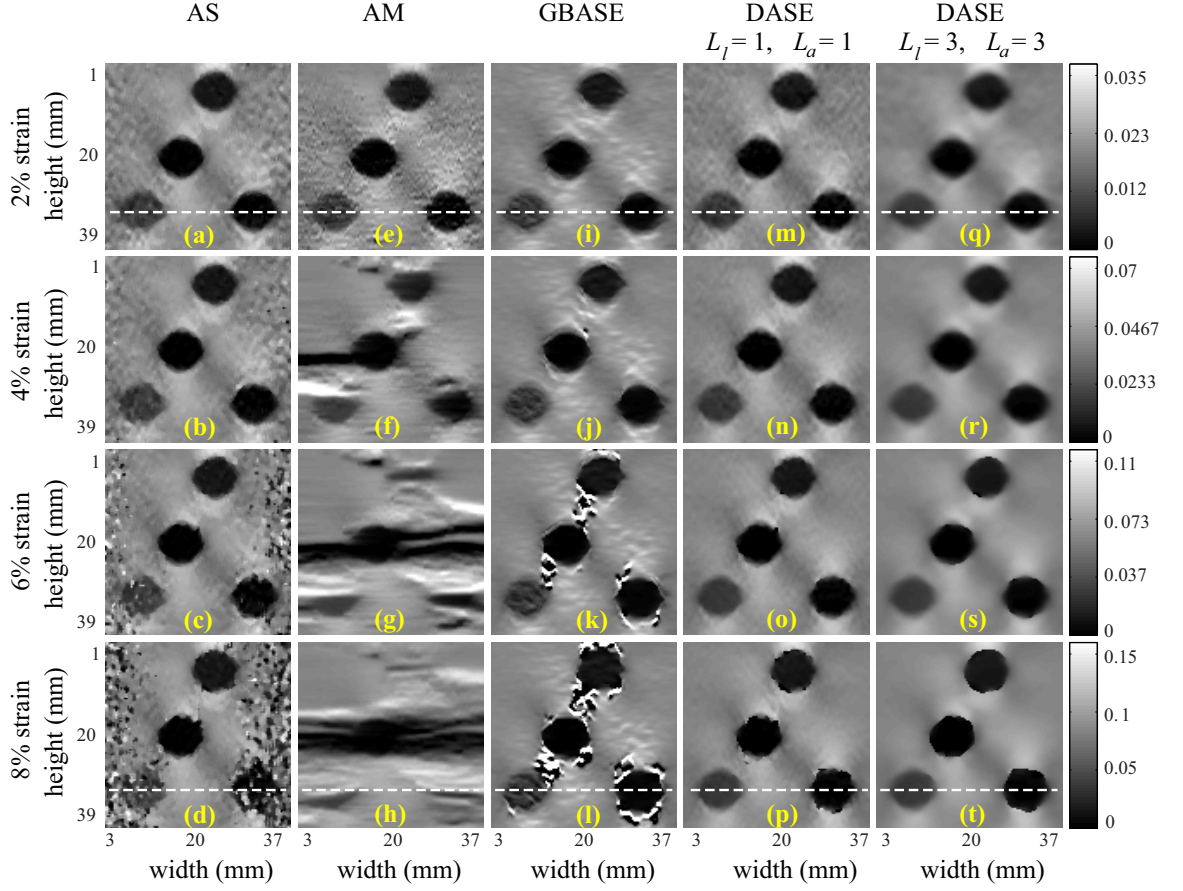 AS AM GBASE DASE DASE
L_l = 1, L_a = 1 L_l = 3, L_a = 3
2% strain
height (mm)
1
20
39
(a) (e) (i) (m) (q)
0.035
0.023
0.012
0
4% strain
height (mm)
1
20
39
(b) (f) (j) (n) (r)
0.07
0.0467
0.0233
0
6% strain
height (mm)
1
20
39
(c) (g) (k) (o) (s)
0.11
0.073
0.037
0
8% strain
height (mm)
1
20
39
(d) (h) (l) (p) (t)
0.15
0.1
0.05
0
3 20 37 3 20 37 3 20 37 3 20 37 3 20 37
width (mm) width (mm) width (mm) width (mm) width (mm)